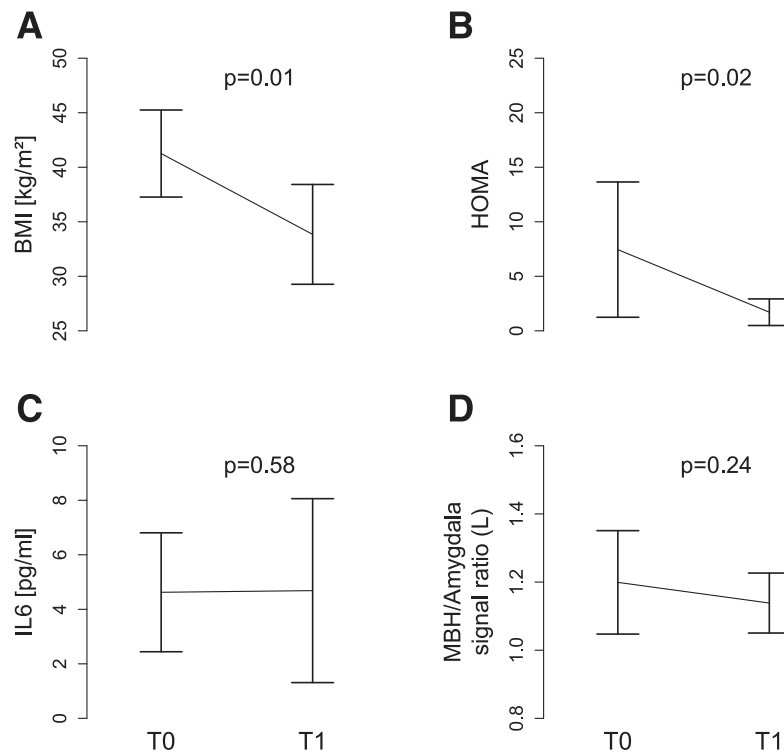 A
B
p=0.01
p=0.02
BMI [kg/m²]
25 30 35 40 45 50
HOMA
0 5 10 15 20 25
C
D
p=0.58
p=0.24
IL6 [pg/ml]
0 2 4 6 8 10
MBH/Amygdala
signal ratio (L)
0.8 1.0 1.2 1.4 1.6
T0 T1
T0 T1